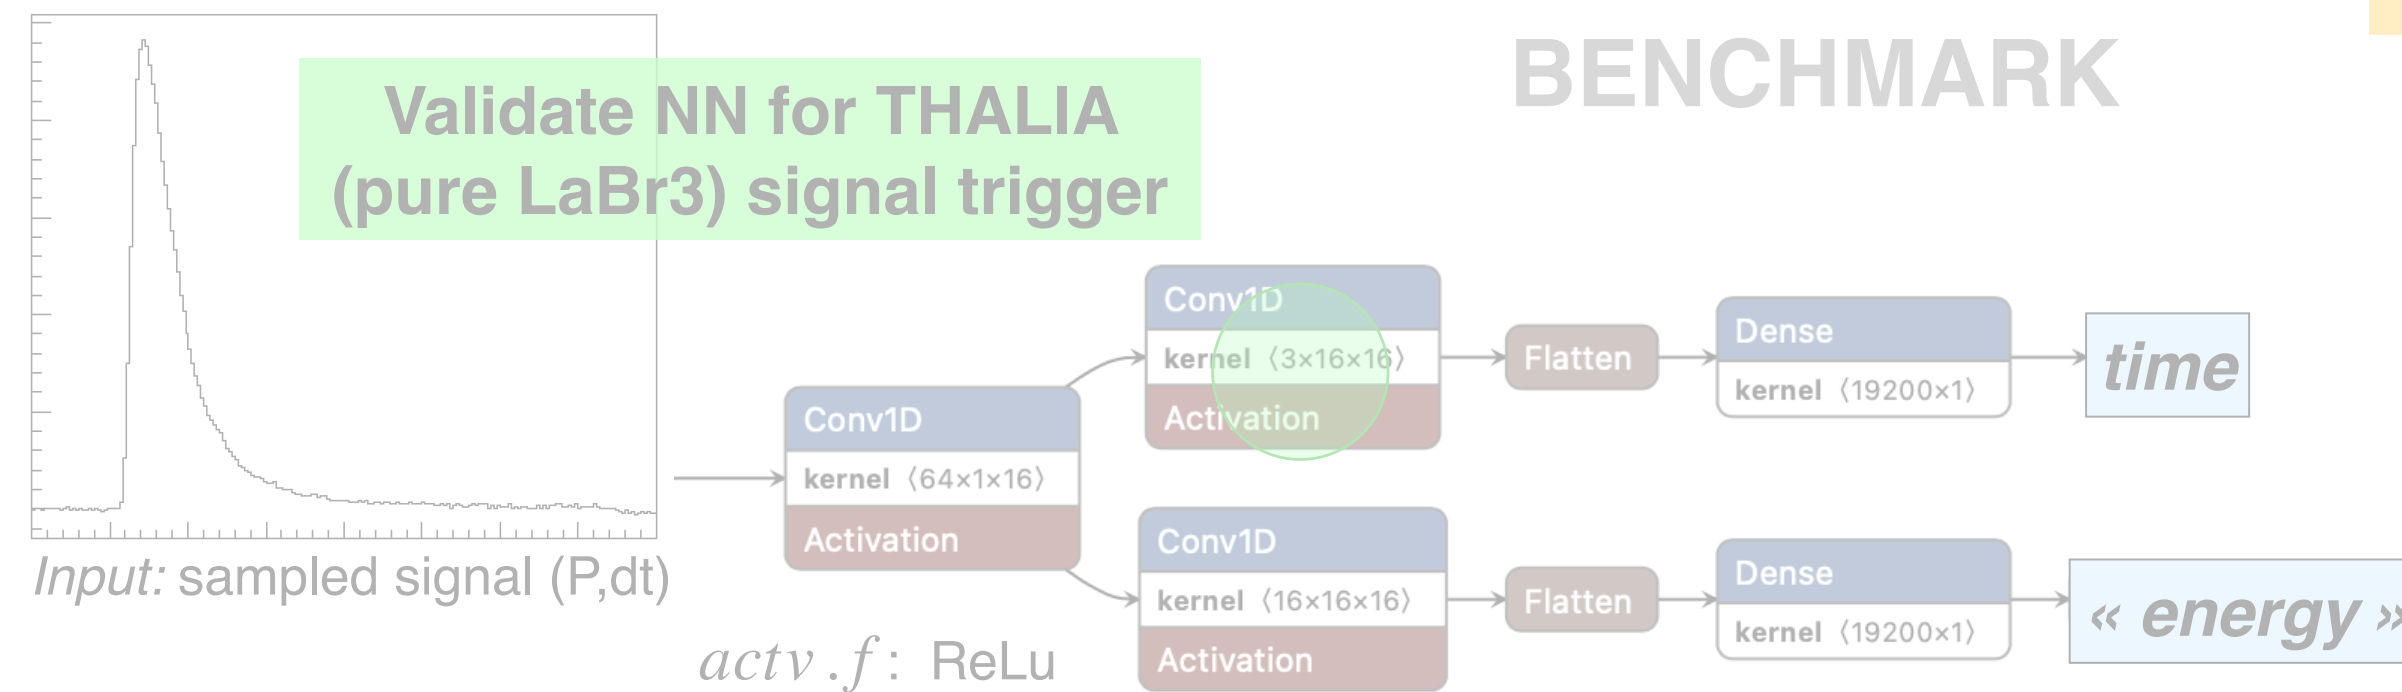 BENCHMARK
Validate NN for THALIA
(pure LaBr3) signal trigger
Input: sampled signal (P,dt)
Conv1D
kernel ⟨64×1×16⟩
Activation
Conv1D
kernel ⟨3×16×16⟩
Activation
Flatten
Dense
kernel ⟨19200×1⟩
time
Conv1D
kernel ⟨16×16×16⟩
Activation
Flatten
Dense
kernel ⟨19200×1⟩
« energy »
actv.f: ReLu